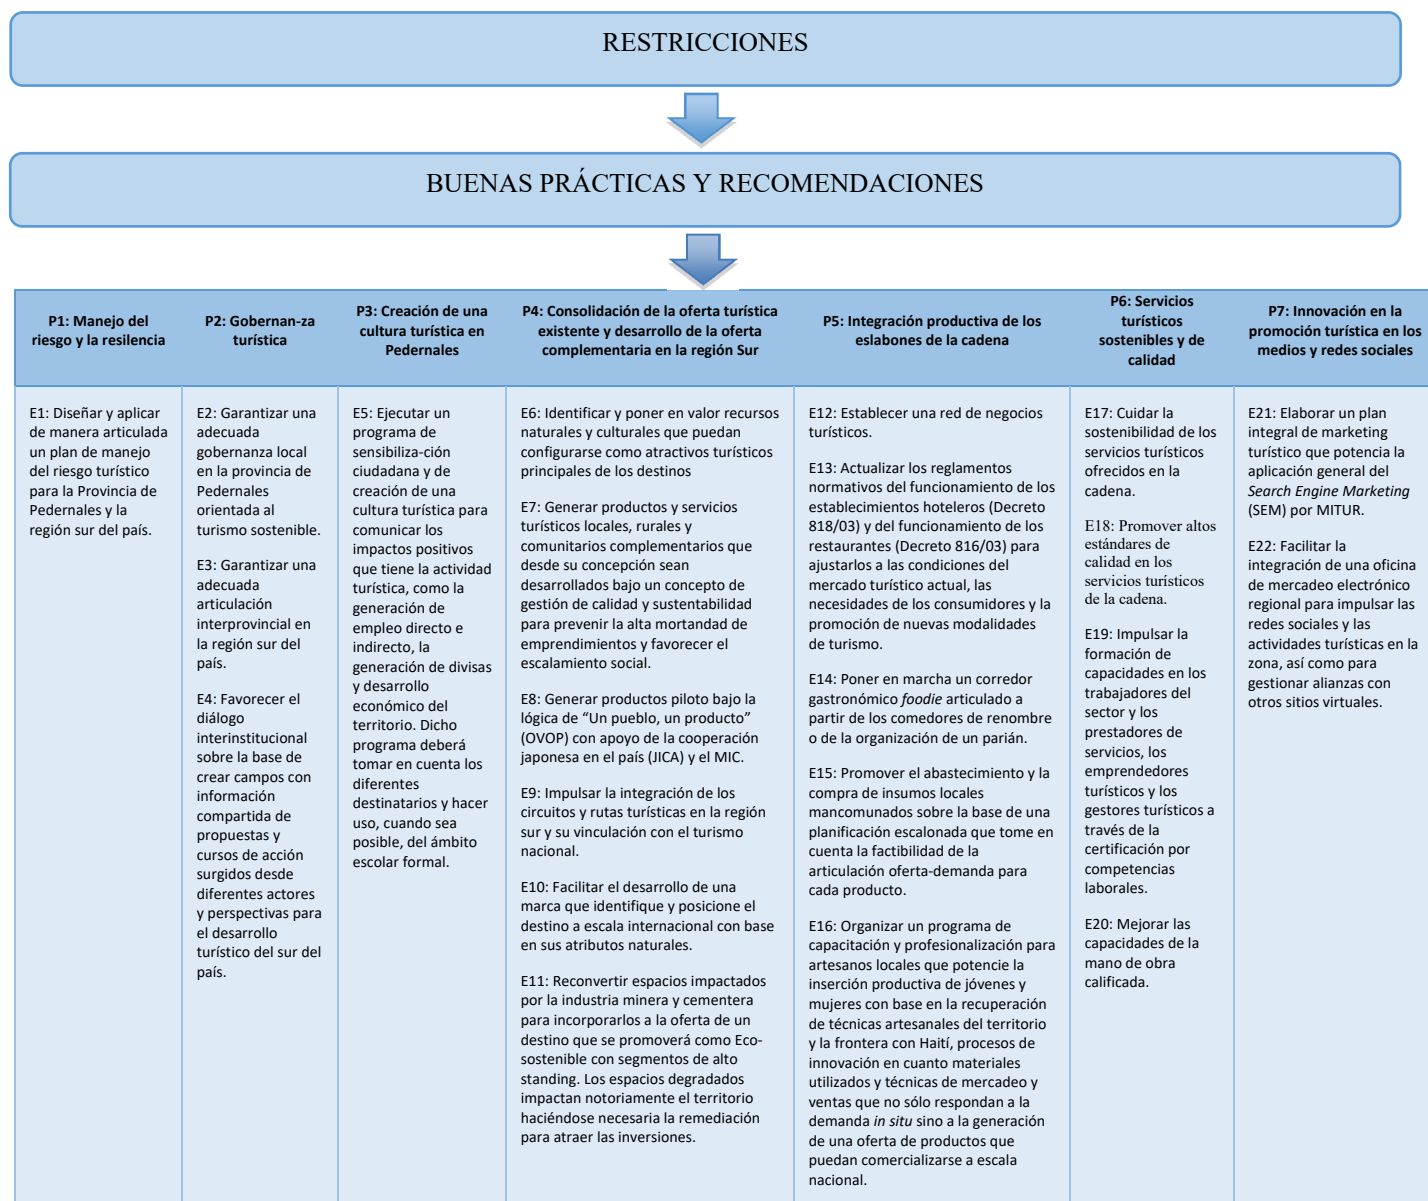 RESTRICCIONES
BUENAS PRÁCTICAS Y RECOMENDACIONES
P1: Manejo del
riesgo y la resilencia
P2: Gobernan-za
turística
P3: Creación de una
cultura turística en
Pedernales
P4: Consolidación de la oferta turística
existente y desarrollo de la oferta
complementaria en la región Sur
P5: Integración productiva de los
eslabones de la cadena
P6: Servicios
turísticos
sostenibles y de
calidad
P7: Innovación en la
promoción turística en los
medios y redes sociales
E1: Diseñar y aplicar
de manera articulada
un plan de manejo
del riesgo turístico
para la Provincia de
Pedernales y la
región sur del país.
E2: Garantizar una
adecuada
gobernanza local
en la provincia de
Pedernales
orientada al
turismo sostenible.
E3: Garantizar una
adecuada
articulación
interprovincial en
la región sur del
país.
E4: Favorecer el
diálogo
interinstitucional
sobre la base de
crear campos con
información
compartida de
propuestas y
cursos de acción
surgidos desde
diferentes actores
y perspectivas para
el desarrollo
turístico del sur del
país.
E5: Ejecutar un
programa de
sensibiliza-ción
ciudadana y de
creación de una
cultura turística para
comunicar los
impactos positivos
que tiene la actividad
turística, como la
generación de
empleo directo e
indirecto, la
generación de divisas
y desarrollo
económico del
territorio. Dicho
programa deberá
tomar en cuenta los
diferentes
destinatarios y hacer
uso, cuando sea
posible, del ámbito
escolar formal.
E6: Identificar y poner en valor recursos
naturales y culturales que puedan
configurarse como atractivos turísticos
principales de los destinos
E7: Generar productos y servicios
turísticos locales, rurales y
comunitarios complementarios que
desde su concepción sean
desarrollados bajo un concepto de
gestión de calidad y sustentabilidad
para prevenir la alta mortandad de
emprendimientos y favorecer el
escalamiento social.
E8: Generar productos piloto bajo la
lógica de “Un pueblo, un producto”
(OVOP) con apoyo de la cooperación
japonesa en el país (JICA) y el MIC.
E9: Impulsar la integración de los
circuitos y rutas turísticas en la región
sur y su vinculación con el turismo
nacional.
E10: Facilitar el desarrollo de una
marca que identifique y posicione el
destino a escala internacional con base
en sus atributos naturales.
E11: Reconvertir espacios impactados
por la industria minera y cementera
para incorporarlos a la oferta de un
destino que se promoverá como Eco-
sostenible con segmentos de alto
standing. Los espacios degradados
impactan notoriamente el territorio
haciéndose necesaria la remediación
para atraer las inversiones.
E12: Establecer una red de negocios
turísticos.
E13: Actualizar los reglamentos
normativos del funcionamiento de los
establecimientos hoteleros (Decreto
818/03) y del funcionamiento de los
restaurantes (Decreto 816/03) para
ajustarlos a las condiciones del
mercado turístico actual, las
necesidades de los consumidores y la
promoción de nuevas modalidades
de turismo.
E14: Poner en marcha un corredor
gastronómico foodie articulado a
partir de los comedores de renombre
o de la organización de un parián.
E15: Promover el abastecimiento y la
compra de insumos locales
mancomunados sobre la base de una
planificación escalonada que tome en
cuenta la factibilidad de la
articulación oferta-demanda para
cada producto.
E16: Organizar un programa de
capacitación y profesionalización para
artesanos locales que potencie la
inserción productiva de jóvenes y
mujeres con base en la recuperación
de técnicas artesanales del territorio
y la frontera con Haití, procesos de
innovación en cuanto materiales
utilizados y técnicas de mercadeo y
ventas que no sólo respondan a la
demanda in situ sino a la generación
de una oferta de productos que
puedan comercializarse a escala
nacional.
E17: Cuidar la
sostenibilidad de los
servicios turísticos
ofrecidos en la
cadena.
E18: Promover altos
estándares de
calidad en los
servicios turísticos
de la cadena.
E19: Impulsar la
formación de
capacidades en los
trabajadores del
sector y los
prestadores de
servicios, los
emprendedores
turísticos y los
gestores turísticos a
través de la
certificación por
competencias
laborales.
E20: Mejorar las
capacidades de la
mano de obra
calificada.
E21: Elaborar un plan
integral de marketing
turístico que potencia la
aplicación general del
Search Engine Marketing
(SEM) por MITUR.
E22: Facilitar la
integración de una oficina
de mercadeo electrónico
regional para impulsar las
redes sociales y las
actividades turísticas en la
zona, así como para
gestionar alianzas con
otros sitios virtuales.